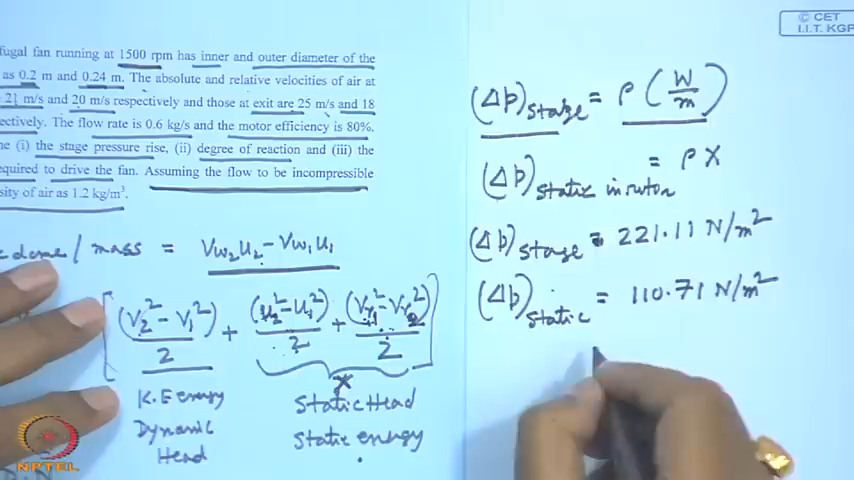 fugal fan running at 1500 rpm has inner and outer diameter of the
as 0.2 m and 0.24 m. The absolute and relative velocities of air at
21 m/s and 20 m/s respectively and those at exit are 25 m/s and 18
ectively. The flow rate is 0.6 kg/s and the motor efficiency is 80%.
ne (i) the stage pressure rise, (ii) degree of reaction and (iii) the
equired to drive the fan. Assuming the flow to be incompressible
sity of air as 1.2 kg/m³.
done / mass = Vw₂u₂ - Vw₁u₁
[(V₂² - V₁²)/2 + (u₂² - u₁²)/2 + (Vr₁² - Vr₂²)/2]
X
K.E energy
Dynamic
Head
Static Head
Static energy
© CET
I.I.T. KGP
(Δp)stage = ρ (W/m)
(Δp)static in rotor = ρX
(Δp)stage = 221.11 N/m²
(Δp)static = 110.71 N/m²
NPTEL